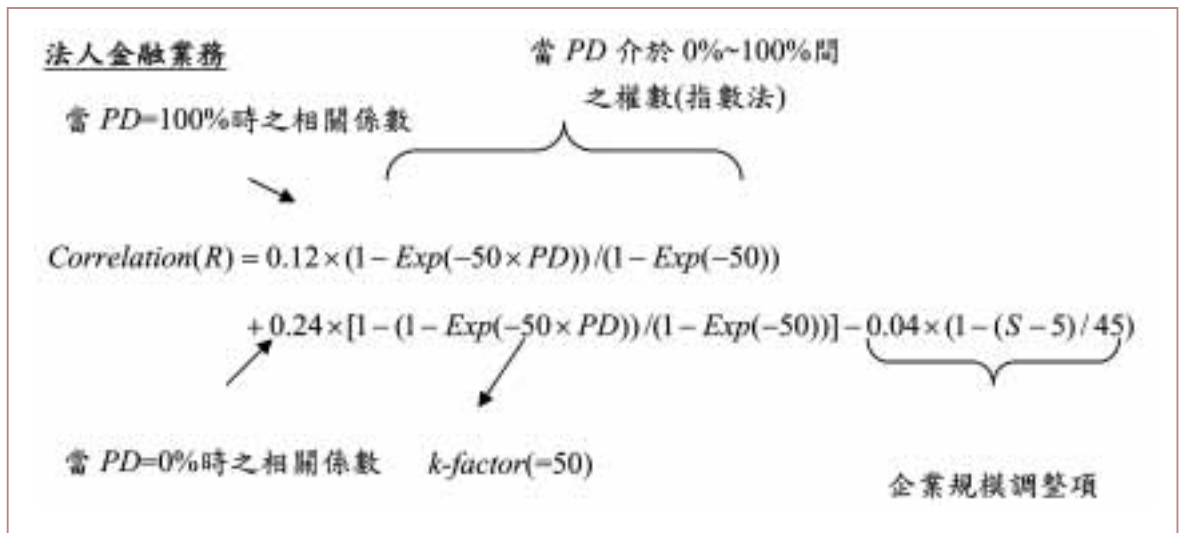 法人金融業務
當 PD 介於 0%~100%間
之權數(指數法)
當 PD=100%時之相關係數
Correlation(R) = 0.12×(1−Exp(−50×PD))/(1−Exp(−50))
+0.24×[1−(1−Exp(−50×PD))/(1−Exp(−50))]−0.04×(1−(S−5)/45)
當 PD=0%時之相關係數
k-factor(=50)
企業規模調整項